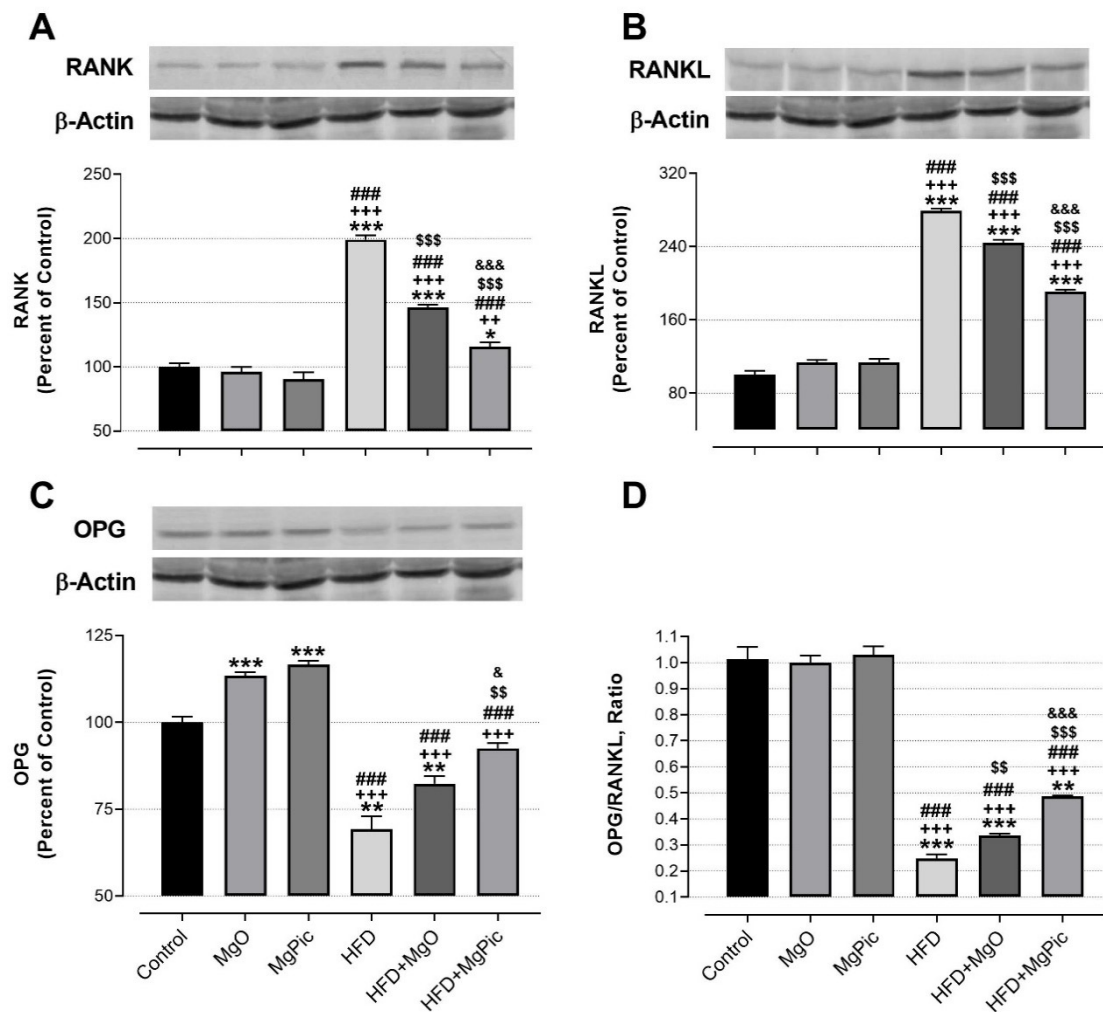 A
RANK
β-Actin
RANK
(Percent of Control)
250
200
150
100
50
###
+++
***
$$$
###
+++
***
&&&
$$$
###
++
*
B
RANKL
β-Actin
RANKL
(Percent of Control)
320
240
160
80
###
+++
***
$$$
###
+++
***
&&&
$$$
###
+++
***
C
OPG
β-Actin
OPG
(Percent of Control)
125
100
75
50
***
***
###
+++
**
###
+++
**
&
$$
###
+++
Control
MgO
MgPic
HFD
HFD+MgO
HFD+MgPic
D
OPG/RANKL, Ratio
1.1
1.0
0.9
0.8
0.7
0.6
0.5
0.4
0.3
0.2
0.1
###
+++
***
$$
###
+++
***
&&&
$$$
###
+++
**
Control
MgO
MgPic
HFD
HFD+MgO
HFD+MgPic